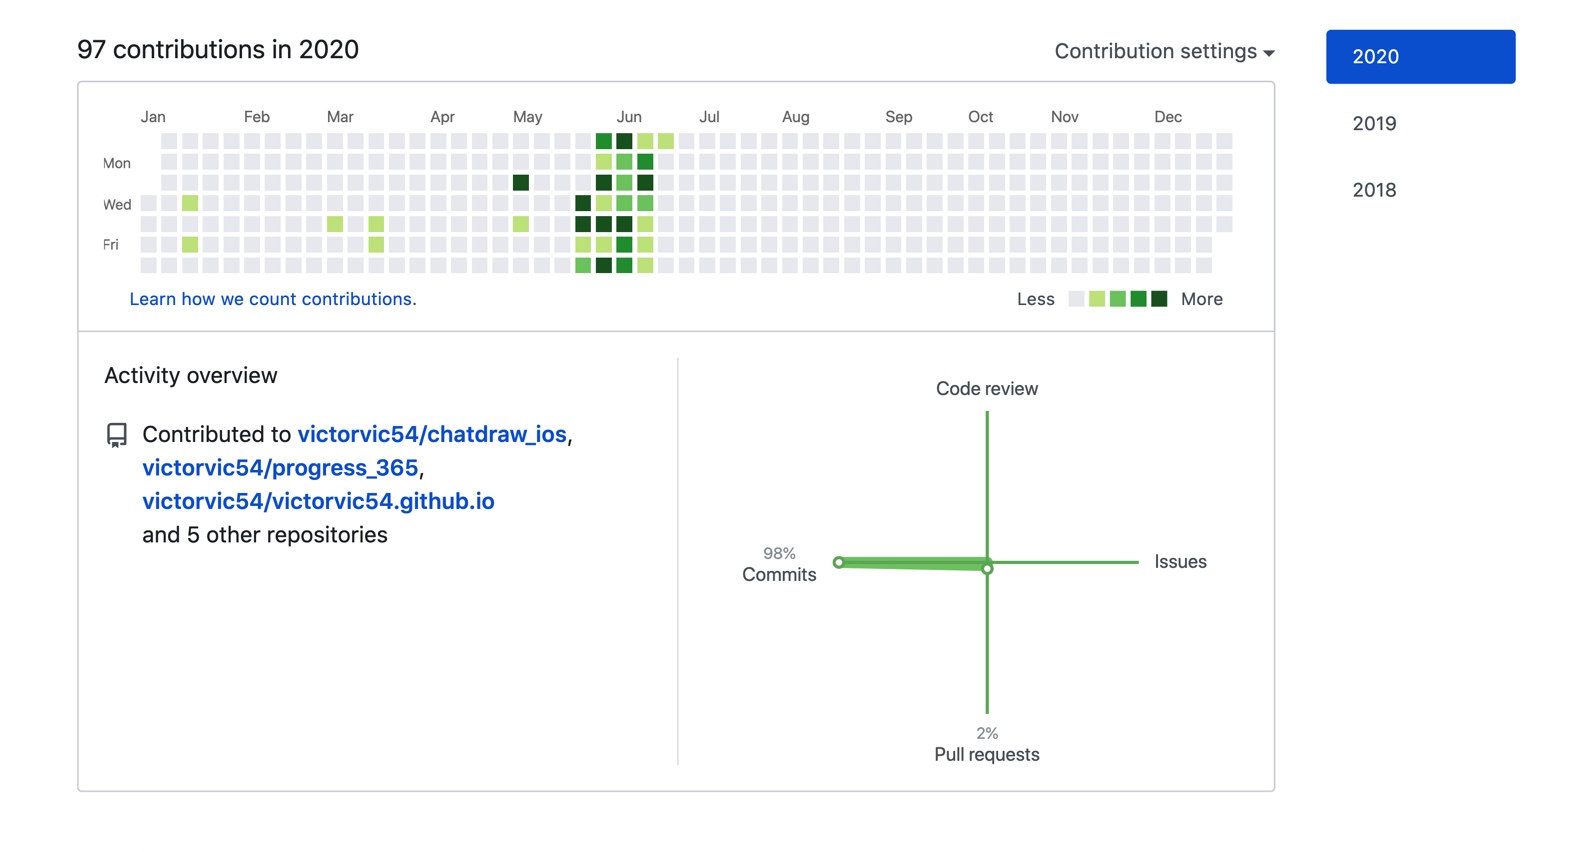 97 contributions in 2020
Contribution settings
2020
2019
2018
Jan Feb Mar Apr May Jun Jul Aug Sep Oct Nov Dec
Mon
Wed
Fri
Learn how we count contributions.
Less More
Activity overview
Contributed to victorvic54/chatdraw_ios,
victorvic54/progress_365,
victorvic54/victorvic54.github.io
and 5 other repositories
Code review
98%
Commits
Issues
2%
Pull requests